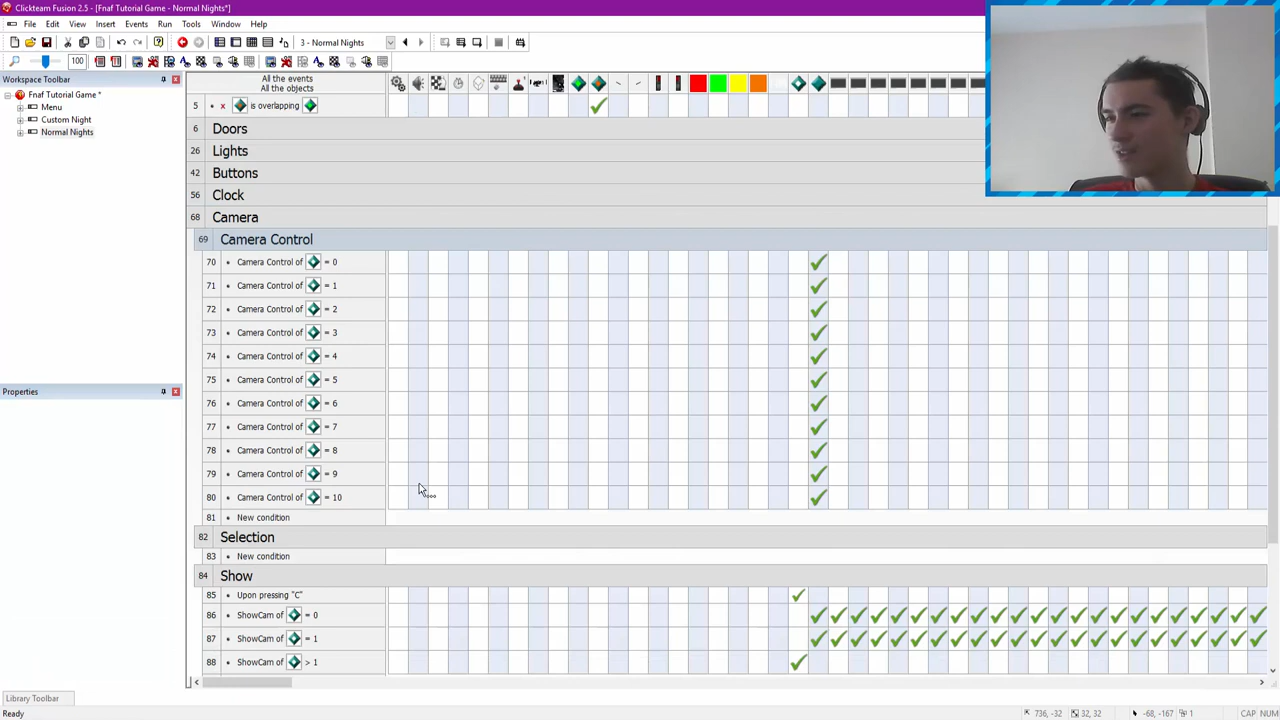 Clickteam Fusion 2.5 - [Fnaf Tutorial Game - Normal Nights*]
File Edit View Insert Events Run Tools Window Help
3 - Normal Nights
100
Workspace Toolbar
Fnaf Tutorial Game *
Menu
Custom Night
Normal Nights
Properties
All the events
All the objects
5 x is overlapping
6 Doors
26 Lights
42 Buttons
56 Clock
68 Camera
69 Camera Control
70 Camera Control of = 0
71 Camera Control of = 1
72 Camera Control of = 2
73 Camera Control of = 3
74 Camera Control of = 4
75 Camera Control of = 5
76 Camera Control of = 6
77 Camera Control of = 7
78 Camera Control of = 8
79 Camera Control of = 9
80 Camera Control of = 10
81 New condition
82 Selection
83 New condition
84 Show
85 Upon pressing "C"
86 ShowCam of = 0
87 ShowCam of = 1
88 ShowCam of > 1
Library Toolbar
Ready
736, -32 32, 32 -68, -167 1 CAP NUM